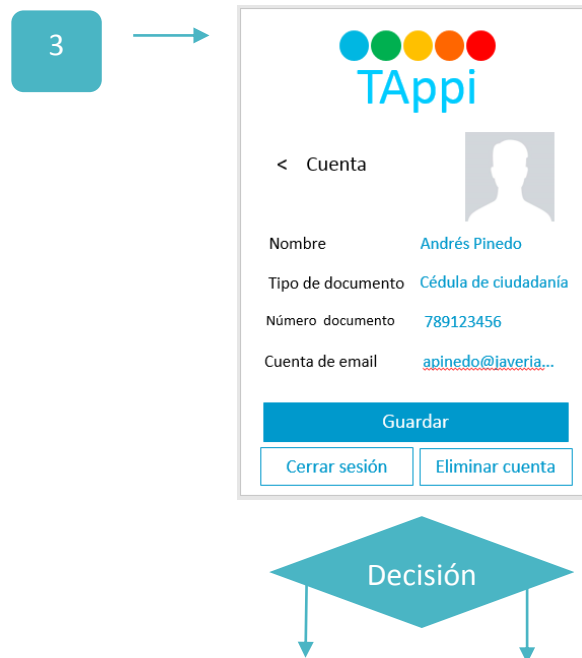 3
TAppi
< Cuenta
Nombre Andrés Pinedo
Tipo de documento Cédula de ciudadanía
Número documento 789123456
Cuenta de email apinedo@javeria...
Guardar
Cerrar sesión Eliminar cuenta
Decisión